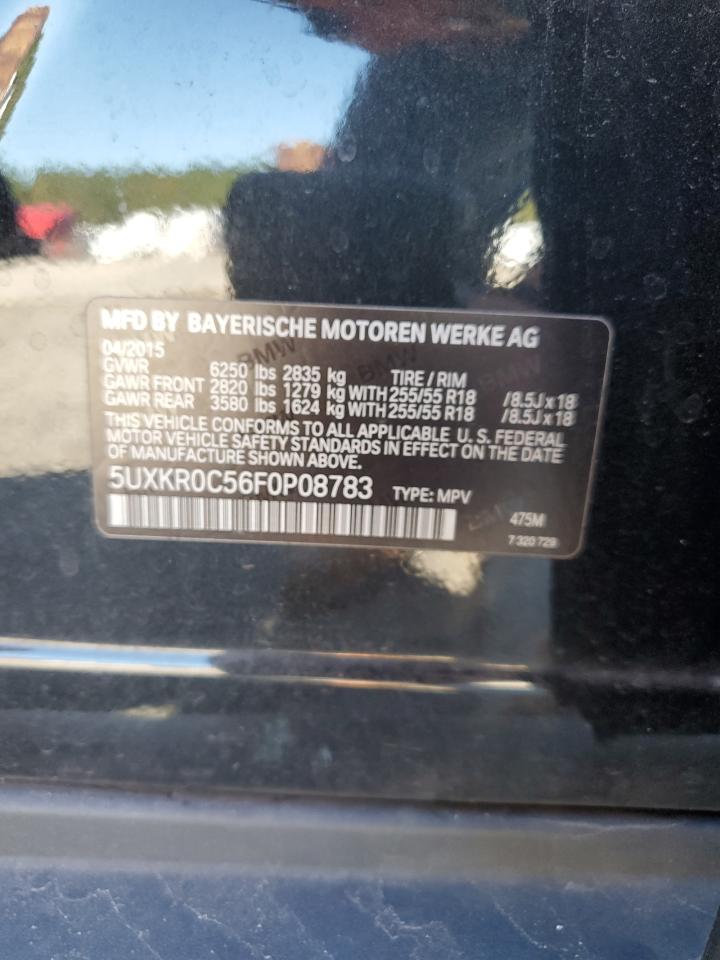 MFD BY BAYERISCHE MOTOREN WERKE AG
04/2015
GVWR 6250 lbs 2835 kg TIRE / RIM
GAWR FRONT 2820 lbs 1279 kg WITH 255/55 R18 /8.5J x 18
GAWR REAR 3580 lbs 1624 kg WITH 255/55 R18 /8.5J x 18
THIS VEHICLE CONFORMS TO ALL APPLICABLE U. S. FEDERAL
MOTOR VEHICLE SAFETY STANDARDS IN EFFECT ON THE DATE
OF MANUFACTURE SHOWN ABOVE.
5UXKR0C56F0P08783 TYPE: MPV
475M
7 320 729